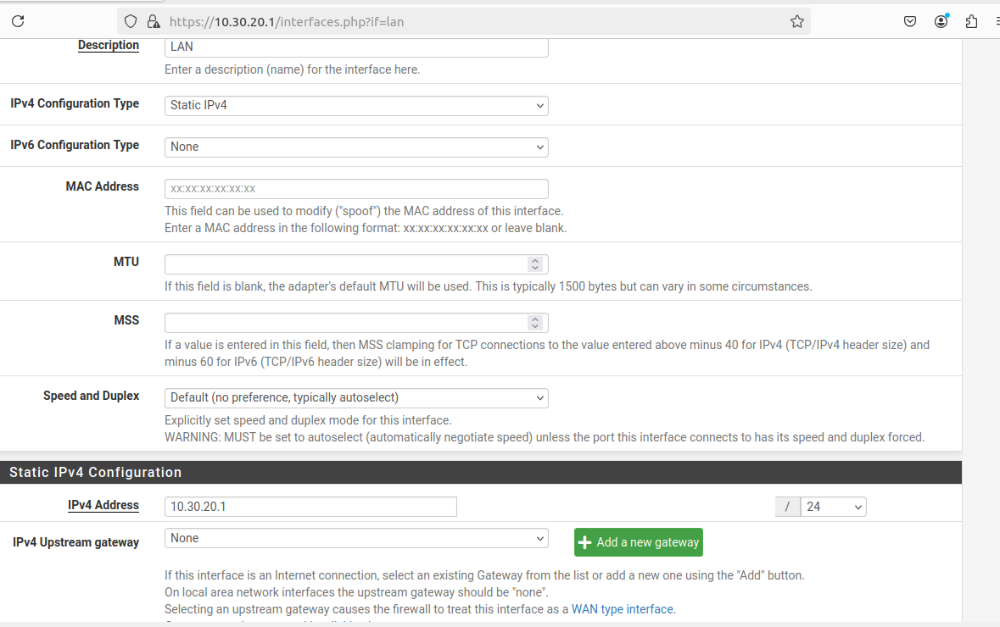 https://10.30.20.1/interfaces.php?if=lan
Description
LAN
Enter a description (name) for the interface here.
IPv4 Configuration Type
Static IPv4
IPv6 Configuration Type
None
MAC Address
xx:xx:xx:xx:xx:xx
This field can be used to modify ("spoof") the MAC address of this interface.
Enter a MAC address in the following format: xx:xx:xx:xx:xx:xx or leave blank.
MTU
If this field is blank, the adapter's default MTU will be used. This is typically 1500 bytes but can vary in some circumstances.
MSS
If a value is entered in this field, then MSS clamping for TCP connections to the value entered above minus 40 for IPv4 (TCP/IPv4 header size) and
minus 60 for IPv6 (TCP/IPv6 header size) will be in effect.
Speed and Duplex
Default (no preference, typically autoselect)
Explicitly set speed and duplex mode for this interface.
WARNING: MUST be set to autoselect (automatically negotiate speed) unless the port this interface connects to has its speed and duplex forced.
Static IPv4 Configuration
IPv4 Address
10.30.20.1
/ 24
IPv4 Upstream gateway
None
Add a new gateway
If this interface is an Internet connection, select an existing Gateway from the list or add a new one using the "Add" button.
On local area network interfaces the upstream gateway should be "none".
Selecting an upstream gateway causes the firewall to treat this interface as a WAN type interface.